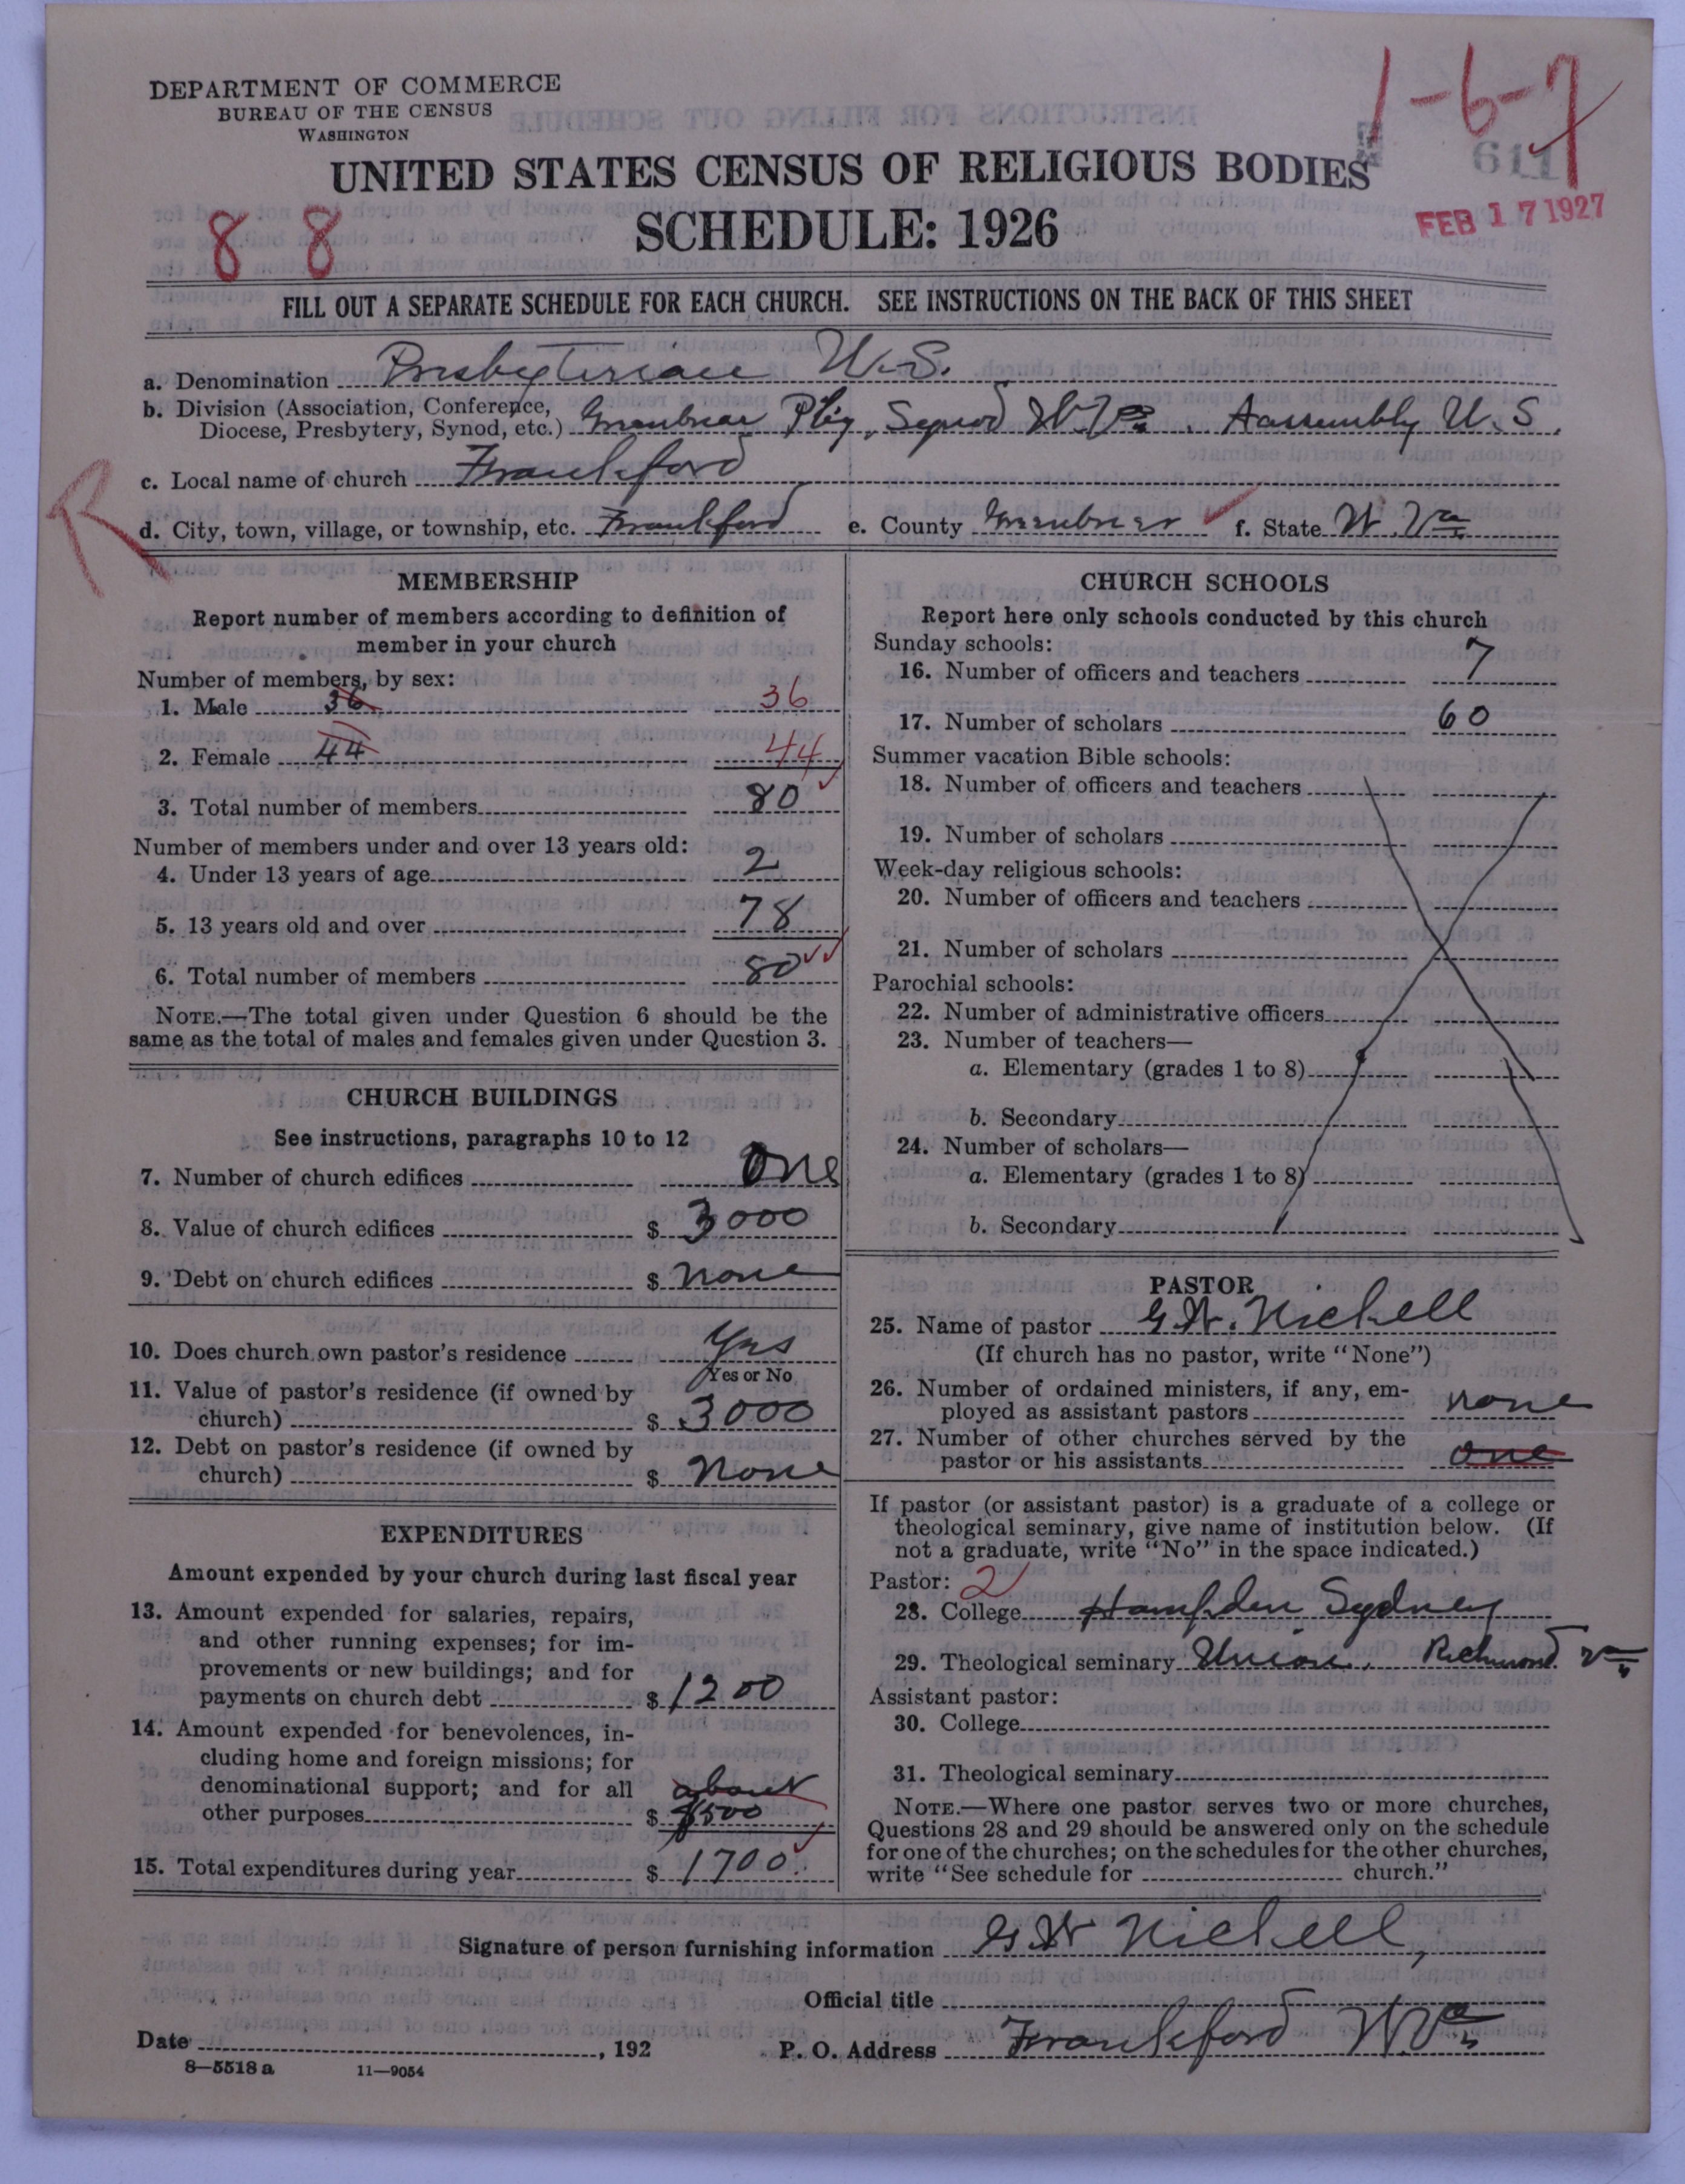 DEPARTMENT OF COMMERCE
BUREAU OF THE CENSUS
WASHINGTON
1-6-7
611
UNITED STATES CENSUS OF RELIGIOUS BODIES
SCHEDULE: 1926
FEB 17 1927
8 8
FILL OUT A SEPARATE SCHEDULE FOR EACH CHURCH. SEE INSTRUCTIONS ON THE BACK OF THIS SHEET
a. Denomination Presbyterian U.S.
b. Division (Association, Conference, Diocese, Presbytery, Synod, etc.) Greenbrier Pby, Synod W.Va. Aassembly U.S.
c. Local name of church Frankford
R
d. City, town, village, or township, etc. Frankford e. County Greenbrier f. State W. Va
MEMBERSHIP
Report number of members according to definition of
member in your church
Number of members, by sex:
1. Male 36 36
2. Female 44 44
3. Total number of members 80
Number of members under and over 13 years old:
4. Under 13 years of age 2
5. 13 years old and over 78
6. Total number of members 80
NOTE.—The total given under Question 6 should be the
same as the total of males and females given under Question 3.
CHURCH BUILDINGS
See instructions, paragraphs 10 to 12
7. Number of church edifices One
8. Value of church edifices $ 3000
9. Debt on church edifices $ none
10. Does church own pastor's residence Yes
Yes or No
11. Value of pastor's residence (if owned by
church) $ 3000
12. Debt on pastor's residence (if owned by
church) $ None
EXPENDITURES
Amount expended by your church during last fiscal year
13. Amount expended for salaries, repairs,
and other running expenses; for im-
provements or new buildings; and for
payments on church debt $ 1200
14. Amount expended for benevolences, in-
cluding home and foreign missions; for
denominational support; and for all about
other purposes $ $500
15. Total expenditures during year $ 1700
CHURCH SCHOOLS
Report here only schools conducted by this church
Sunday schools:
16. Number of officers and teachers 7
17. Number of scholars 60
Summer vacation Bible schools:
18. Number of officers and teachers
19. Number of scholars
Week-day religious schools:
20. Number of officers and teachers
21. Number of scholars
Parochial schools:
22. Number of administrative officers
23. Number of teachers—
a. Elementary (grades 1 to 8)
b. Secondary
24. Number of scholars—
a. Elementary (grades 1 to 8)
b. Secondary
PASTOR
25. Name of pastor G.W. Nickell
(If church has no pastor, write "None")
26. Number of ordained ministers, if any, em-
ployed as assistant pastors none
27. Number of other churches served by the
pastor or his assistants one
If pastor (or assistant pastor) is a graduate of a college or
theological seminary, give name of institution below. (If
not a graduate, write "No" in the space indicated.)
Pastor: 2
28. College Hampden Sydney
29. Theological seminary Union, Richmond Va
Assistant pastor:
30. College
31. Theological seminary
NOTE.—Where one pastor serves two or more churches,
Questions 28 and 29 should be answered only on the schedule
for one of the churches; on the schedules for the other churches,
write "See schedule for church."
Signature of person furnishing information G W Nickell,
Official title
Date , 192
P. O. Address Frankford W.Va
8—5518 a 11—9054